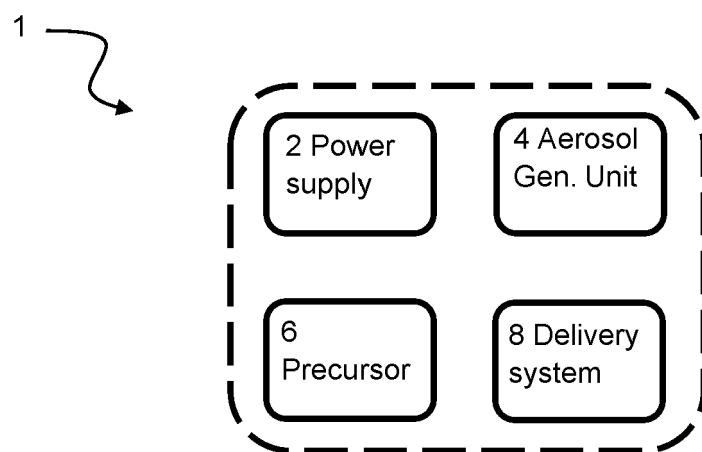 1
2 Power
supply
4 Aerosol
Gen. Unit
6
Precursor
8 Delivery
system